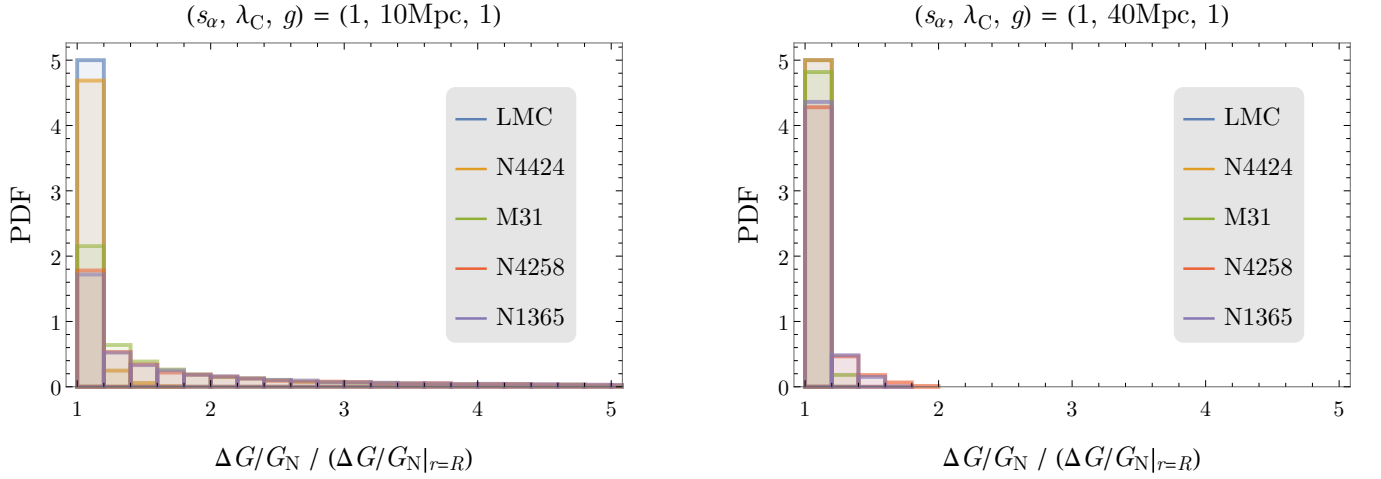 (s_α, λ_C, g) = (1, 10Mpc, 1)
PDF
5
4
3
2
1
0
LMC
N4424
M31
N4258
N1365
1 2 3 4 5
ΔG/G_N / (ΔG/G_N|_{r=R})
(s_α, λ_C, g) = (1, 40Mpc, 1)
PDF
5
4
3
2
1
0
LMC
N4424
M31
N4258
N1365
1 2 3 4 5
ΔG/G_N / (ΔG/G_N|_{r=R})